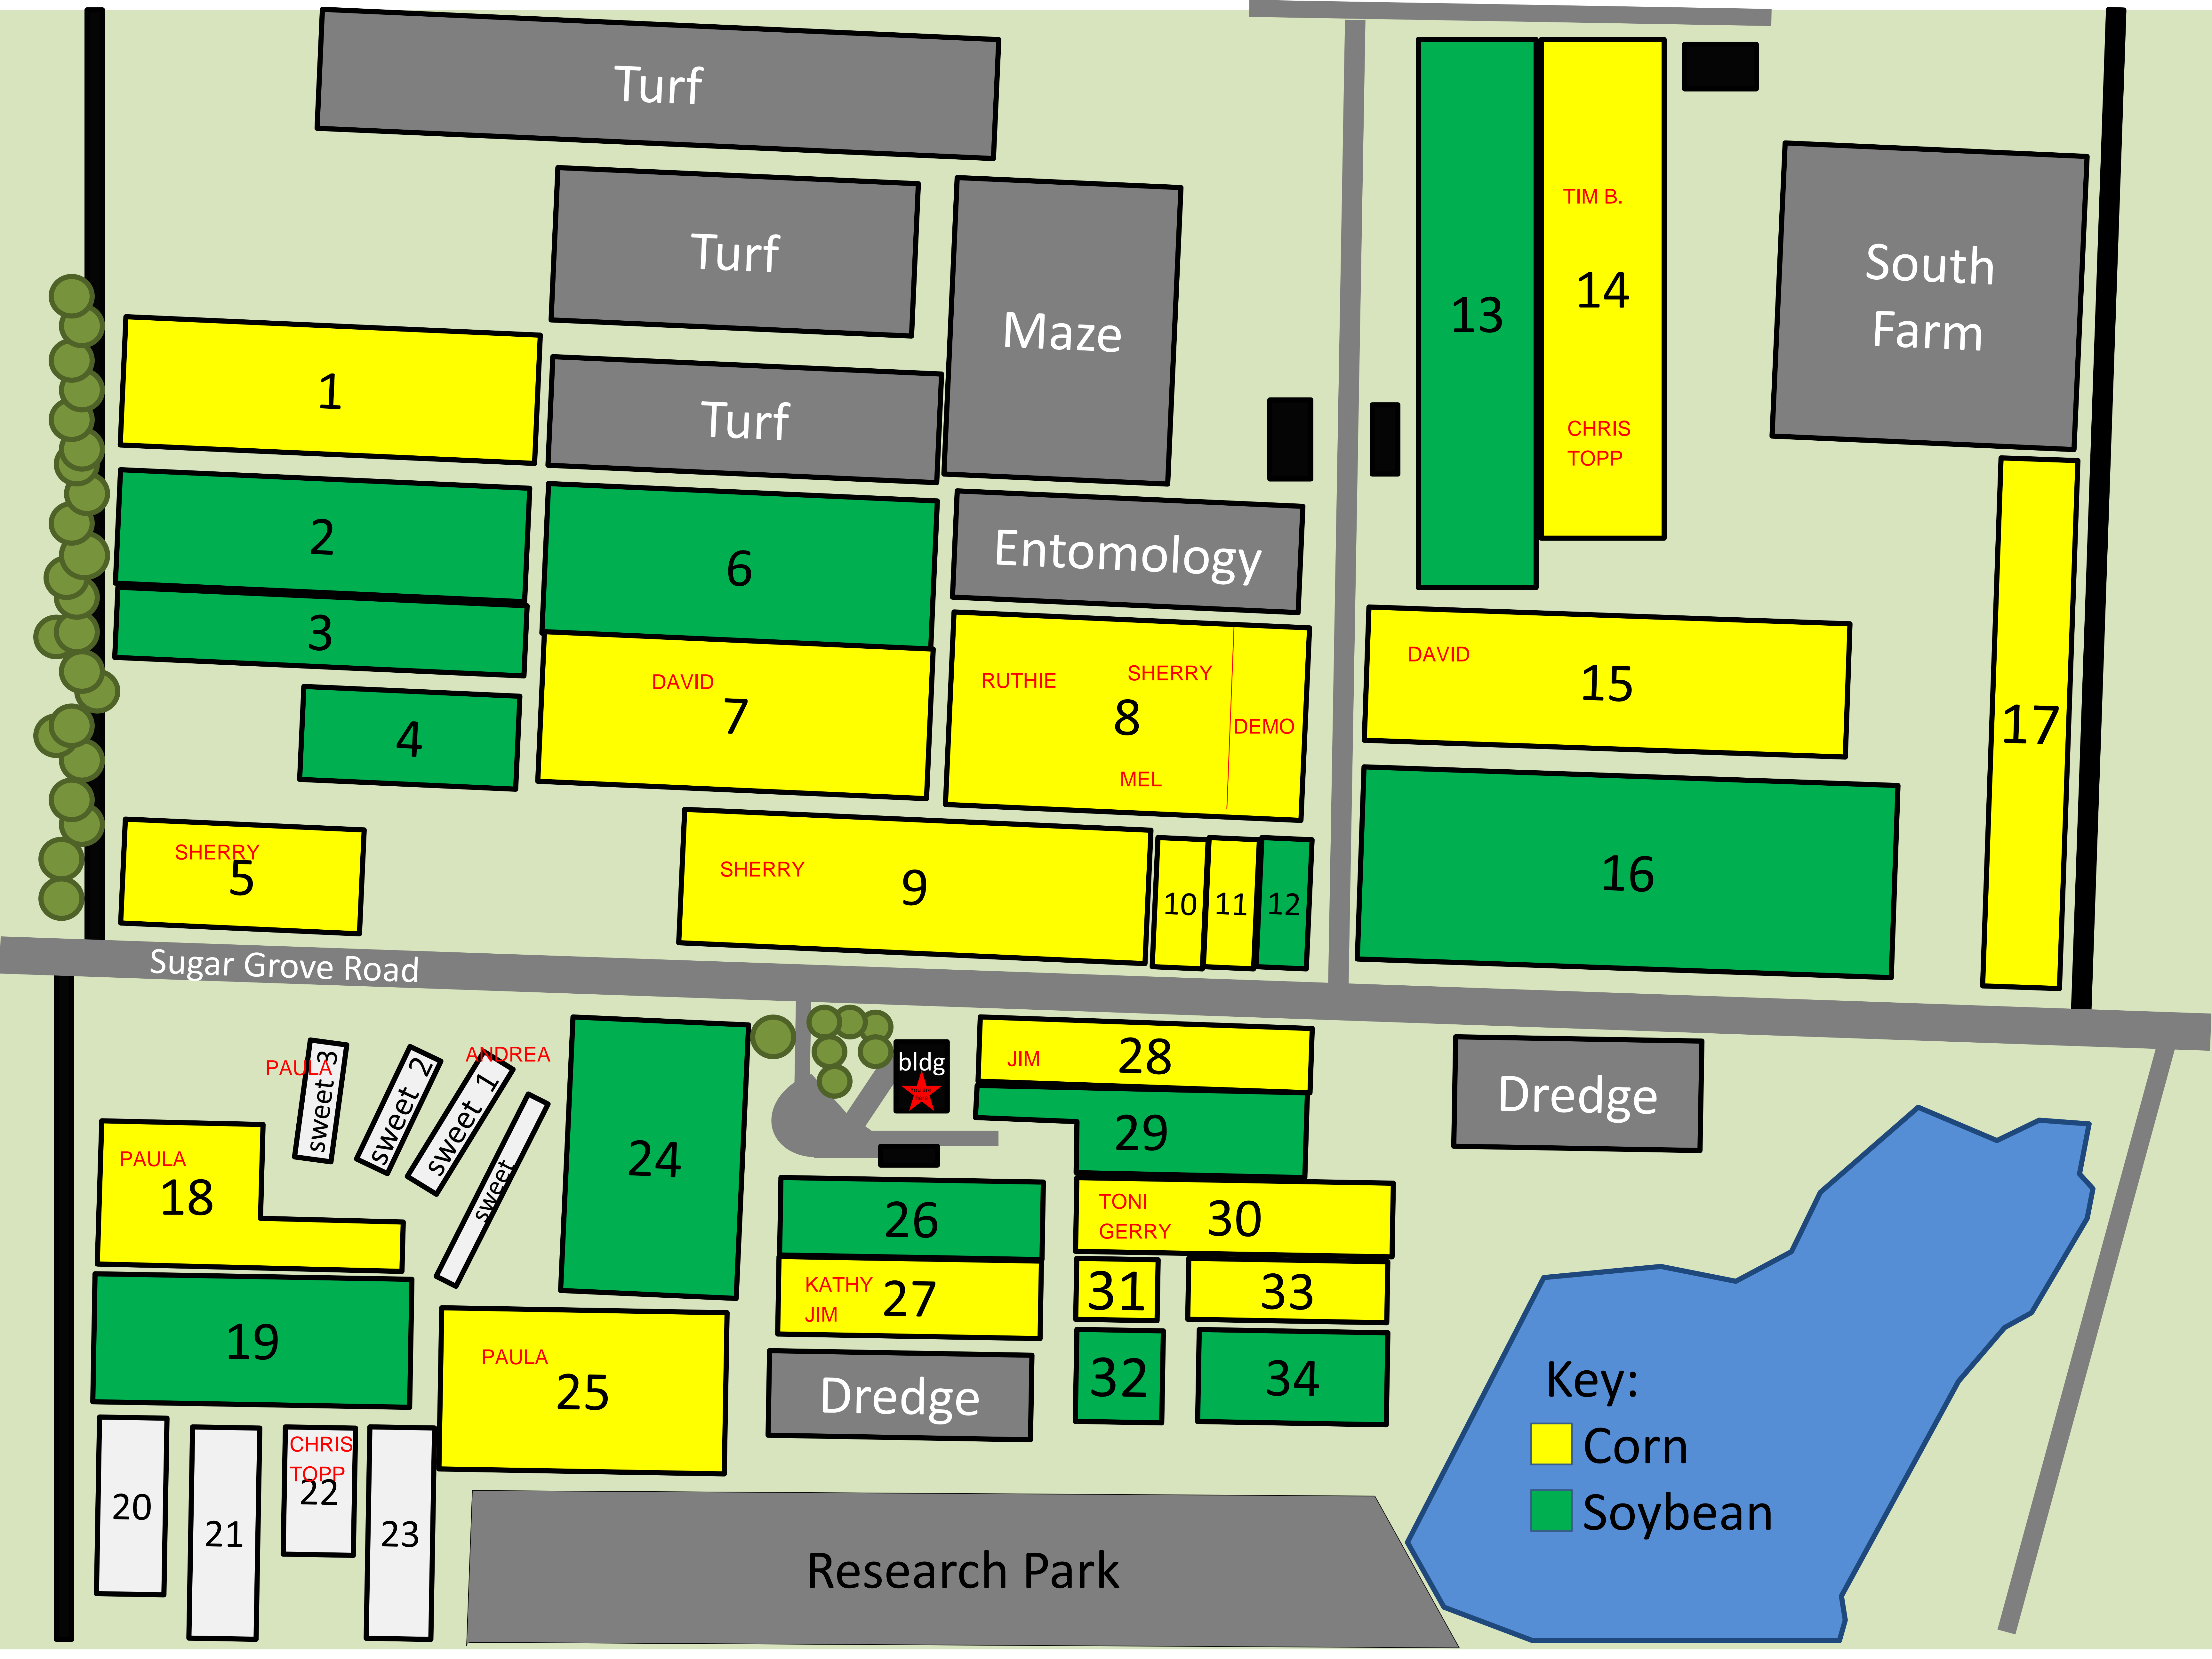 Turf
Turf
Maze
Turf
1
2
3
4
SHERRY
5
6
DAVID
7
Entomology
RUTHIE
SHERRY
8
DEMO
MEL
SHERRY
9
10
11
12
13
TIM B.
14
CHRIS
TOPP
South
Farm
DAVID
15
16
17
Sugar Grove Road
PAULA
sweet 3
sweet 2
ANDREA
sweet 1
sweet
PAULA
18
19
20
21
CHRIS
TOPP
22
23
24
PAULA
25
bldg
You are
here
26
KATHY
JIM
27
Dredge
JIM
28
29
TONI
GERRY
30
31
32
33
34
Dredge
Research Park
Key:
Corn
Soybean